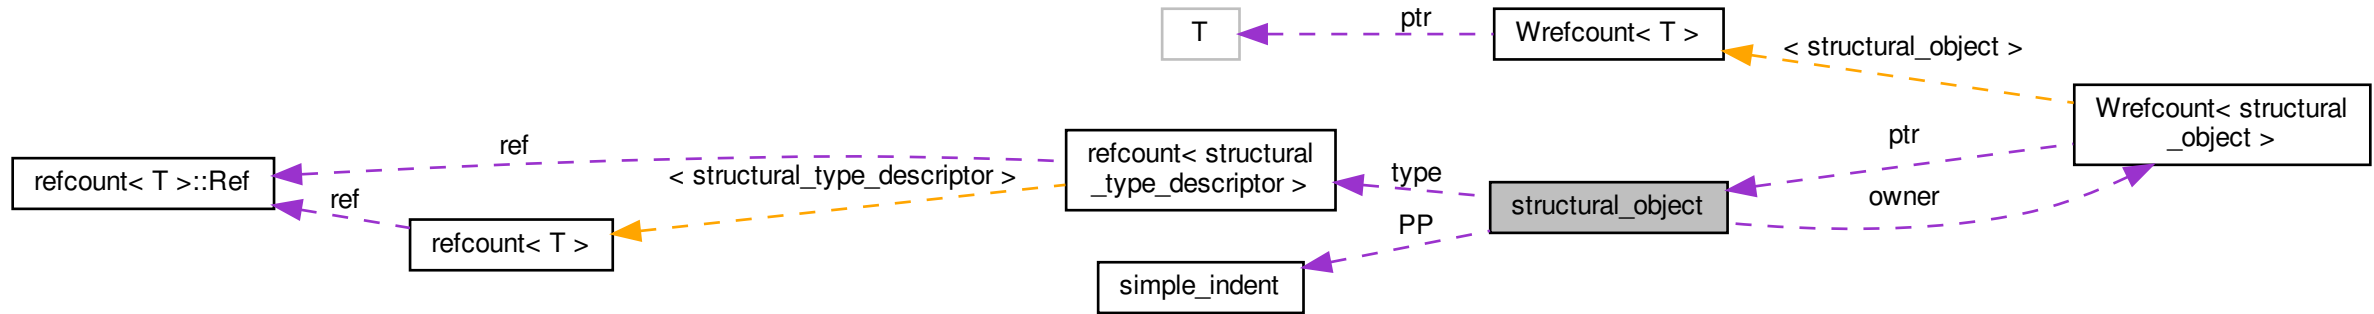 T
ptr
Wrefcount< T >
< structural_object >
Wrefcount< structural
_object >
ptr
owner
refcount< T >::Ref
ref
ref
< structural_type_descriptor >
refcount< T >
refcount< structural
_type_descriptor >
type
PP
structural_object
simple_indent